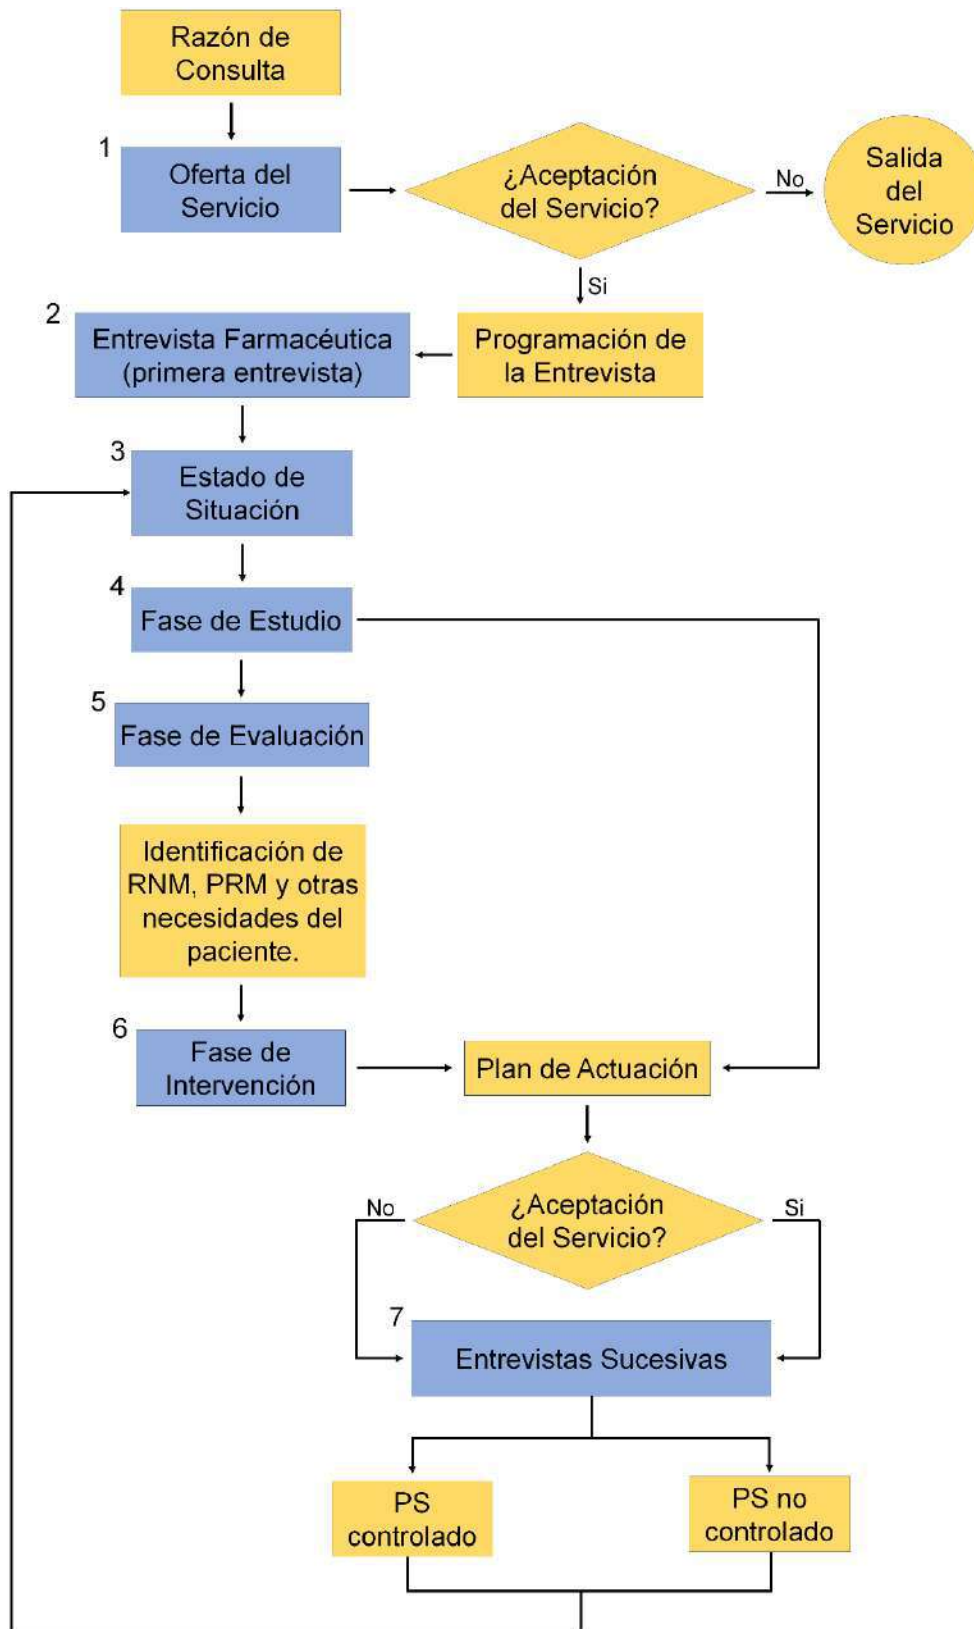 Razón de
Consulta
1
Oferta del
Servicio
¿Aceptación
del Servicio?
No
Salida
del
Servicio
Si
2
Entrevista Farmacéutica
(primera entrevista)
Programación de
la Entrevista
3
Estado de
Situación
4
Fase de Estudio
5
Fase de Evaluación
Identificación de
RNM, PRM y otras
necesidades del
paciente.
6
Fase de
Intervención
Plan de Actuación
No
¿Aceptación
del Servicio?
Si
7
Entrevistas Sucesivas
PS
controlado
PS no
controlado